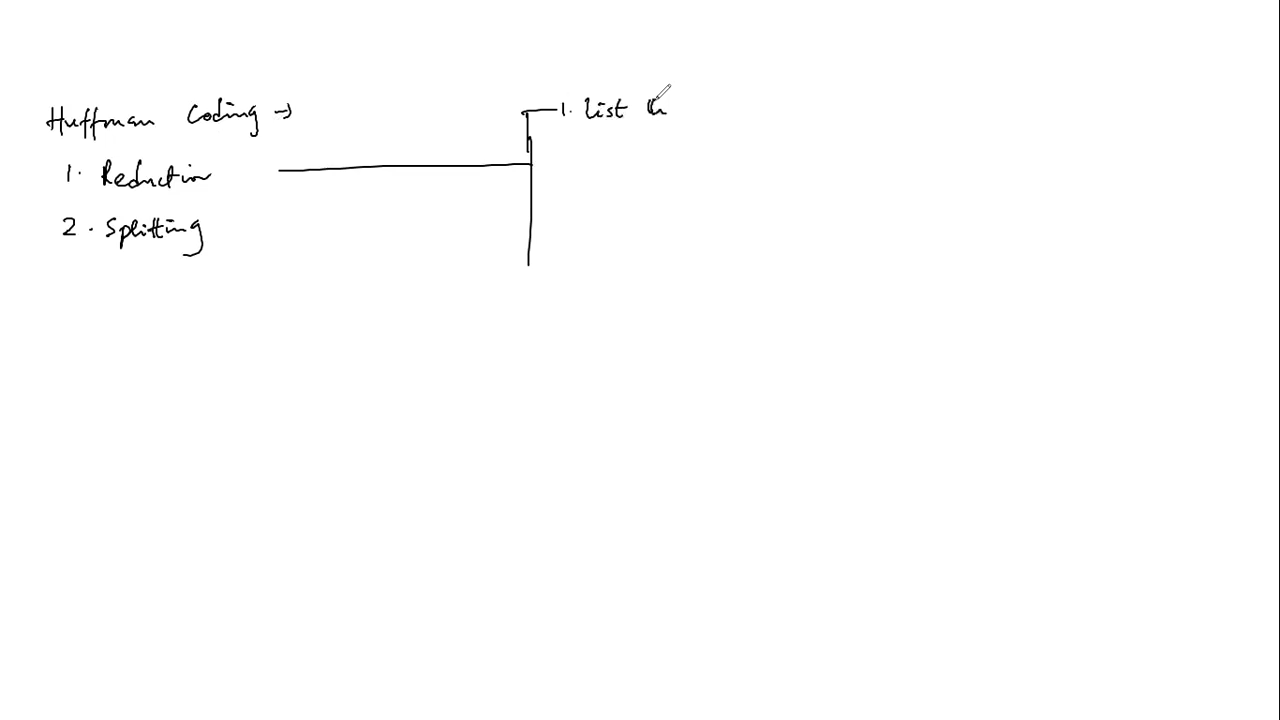 Huffman Coding →
1. Reduction
2. Splitting
1. List